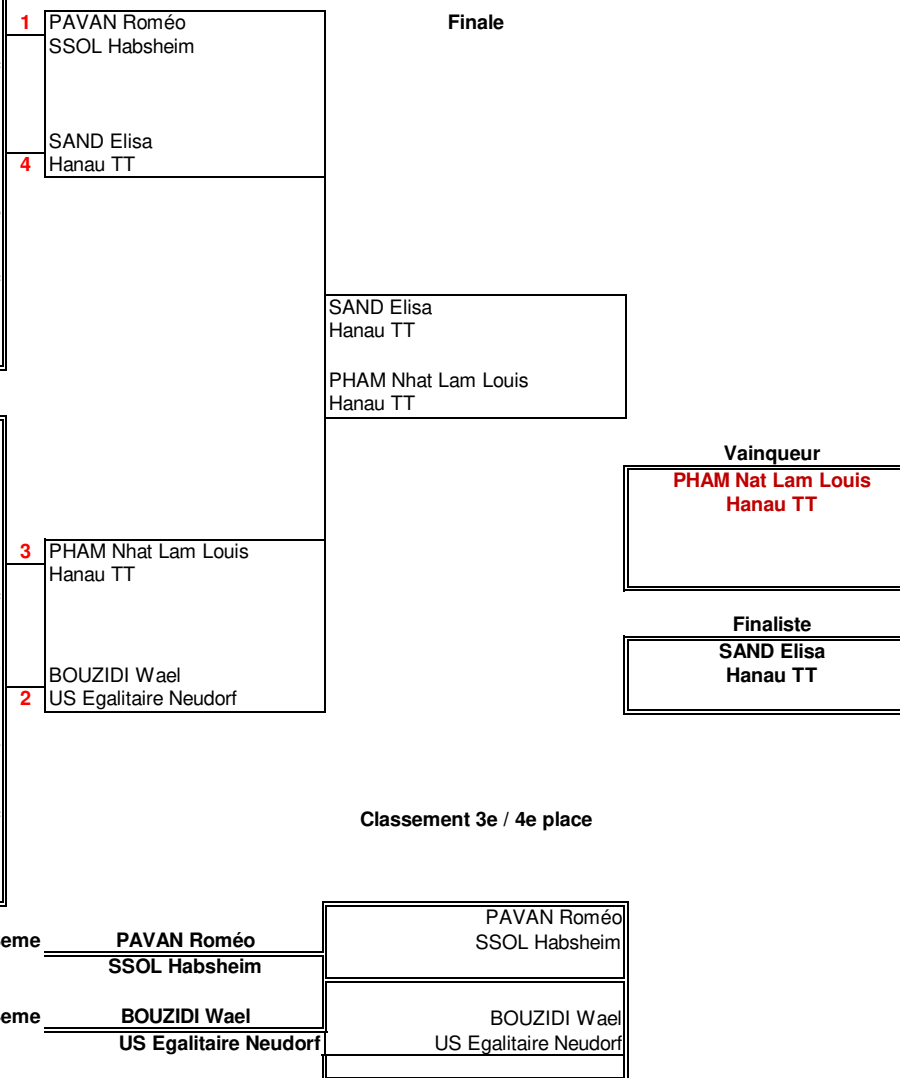 1 PAVAN Roméo
SSOL Habsheim
Finale
SAND Elisa
4 Hanau TT
SAND Elisa
Hanau TT
PHAM Nhat Lam Louis
Hanau TT
Vainqueur
PHAM Nat Lam Louis
Hanau TT
3 PHAM Nhat Lam Louis
Hanau TT
BOUZIDI Wael
2 US Egalitaire Neudorf
Finaliste
SAND Elisa
Hanau TT
Classement 3e / 4e place
PAVAN Roméo
SSOL Habsheim
eme PAVAN Roméo
SSOL Habsheim
eme BOUZIDI Wael
US Egalitaire Neudorf
BOUZIDI Wael
US Egalitaire Neudorf